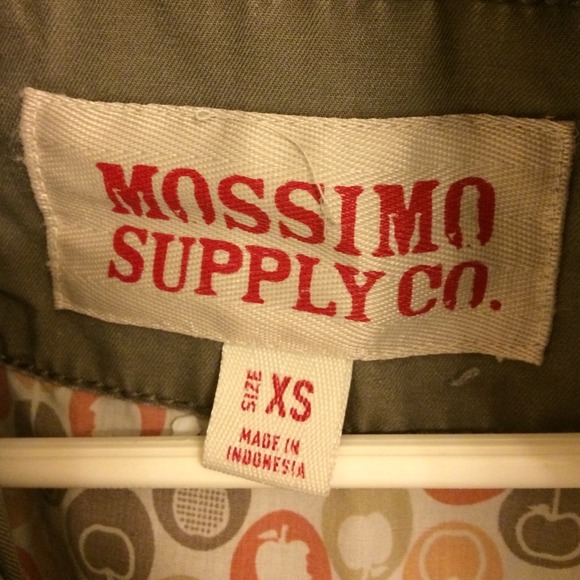 MOSSIMO
SUPPLY CO.
SIZE XS
MADE IN
INDONESIA